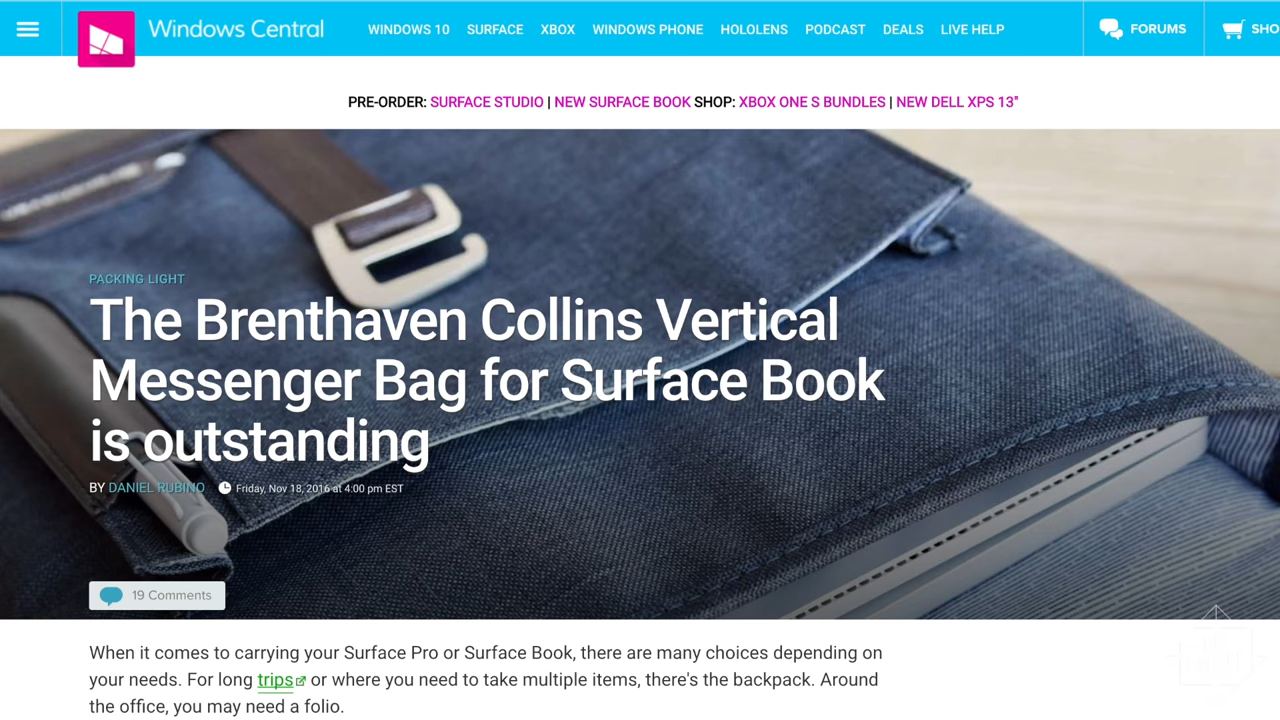 Windows Central
WINDOWS 10 SURFACE XBOX WINDOWS PHONE HOLOLENS PODCAST DEALS LIVE HELP
FORUMS
SHO
PRE-ORDER: SURFACE STUDIO | NEW SURFACE BOOK SHOP: XBOX ONE S BUNDLES | NEW DELL XPS 13"
PACKING LIGHT
The Brenthaven Collins Vertical
Messenger Bag for Surface Book
is outstanding
BY DANIEL RUBINO Friday, Nov 18, 2016 at 4:00 pm EST
19 Comments
When it comes to carrying your Surface Pro or Surface Book, there are many choices depending on
your needs. For long trips or where you need to take multiple items, there's the backpack. Around
the office, you may need a folio.